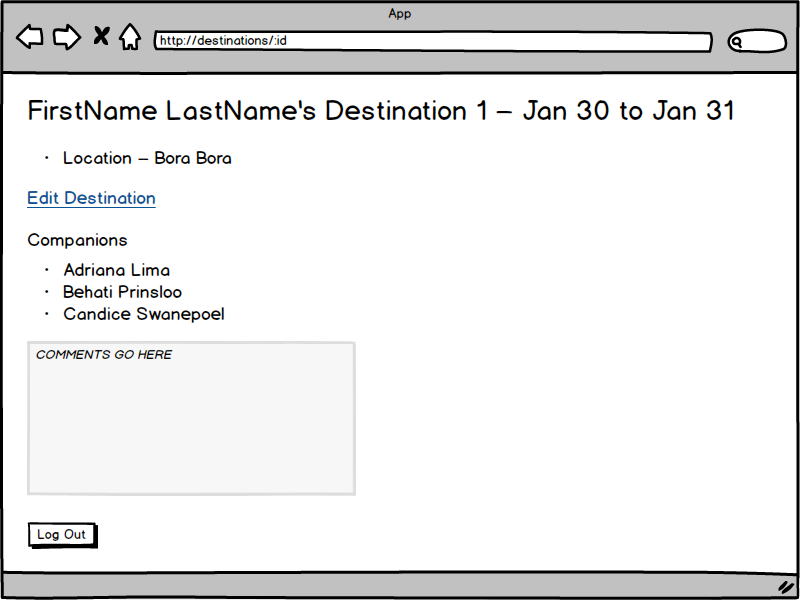 App
http://destinations/:id
FirstName LastName's Destination 1 – Jan 30 to Jan 31
• Location – Bora Bora
Edit Destination
Companions
• Adriana Lima
• Behati Prinsloo
• Candice Swanepoel
COMMENTS GO HERE
Log Out